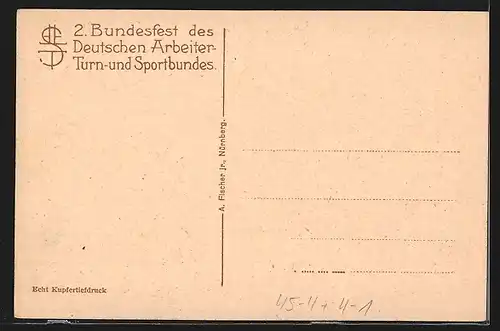 2. Bundesfest des
Deutschen Arbeiter-
Turn-und Sportbundes.
A. Fischer jr., Nürnberg.
Echt Kupfertiefdruck
45-4+4-1.